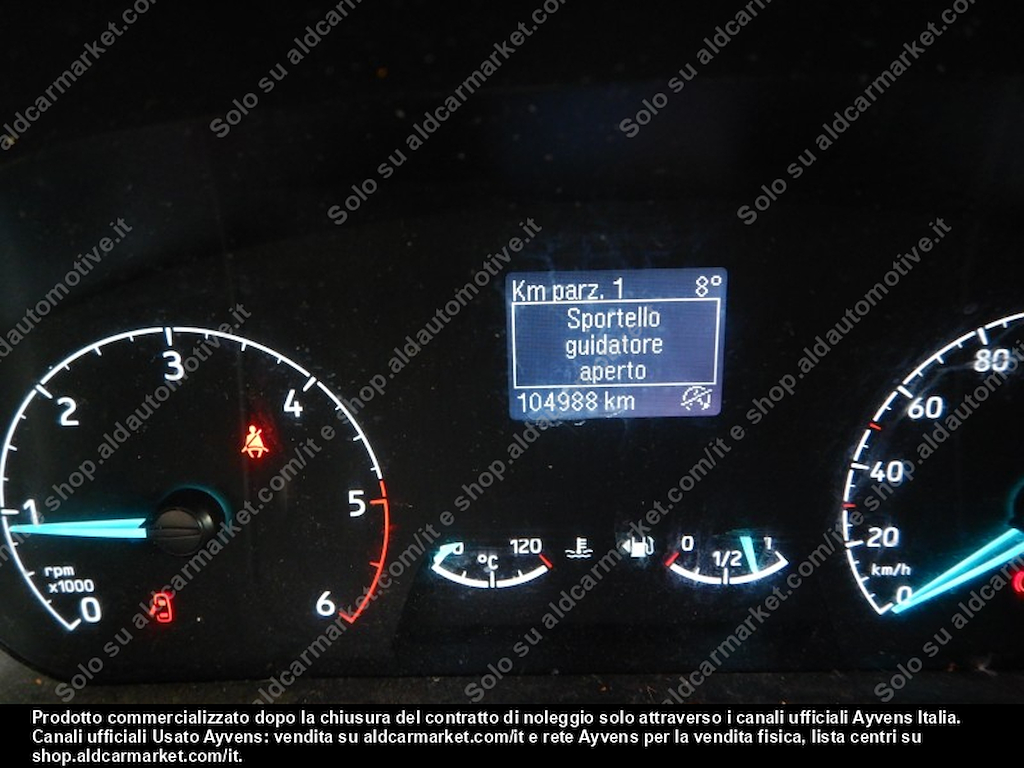 Solo su aldcarmarket.com/it e shop.aldautomotive.it
Km parz. 1 8°
Sportello
guidatore
aperto
104988 km
0 1 2 3 4 5 6
rpm
x1000
120
°C
0 1/2 1
0 20 40 60 80
km/h
Prodotto commercializzato dopo la chiusura del contratto di noleggio solo attraverso i canali ufficiali Ayvens Italia.
Canali ufficiali Usato Ayvens: vendita su aldcarmarket.com/it e rete Ayvens per la vendita fisica, lista centri su
shop.aldcarmarket.com/it.